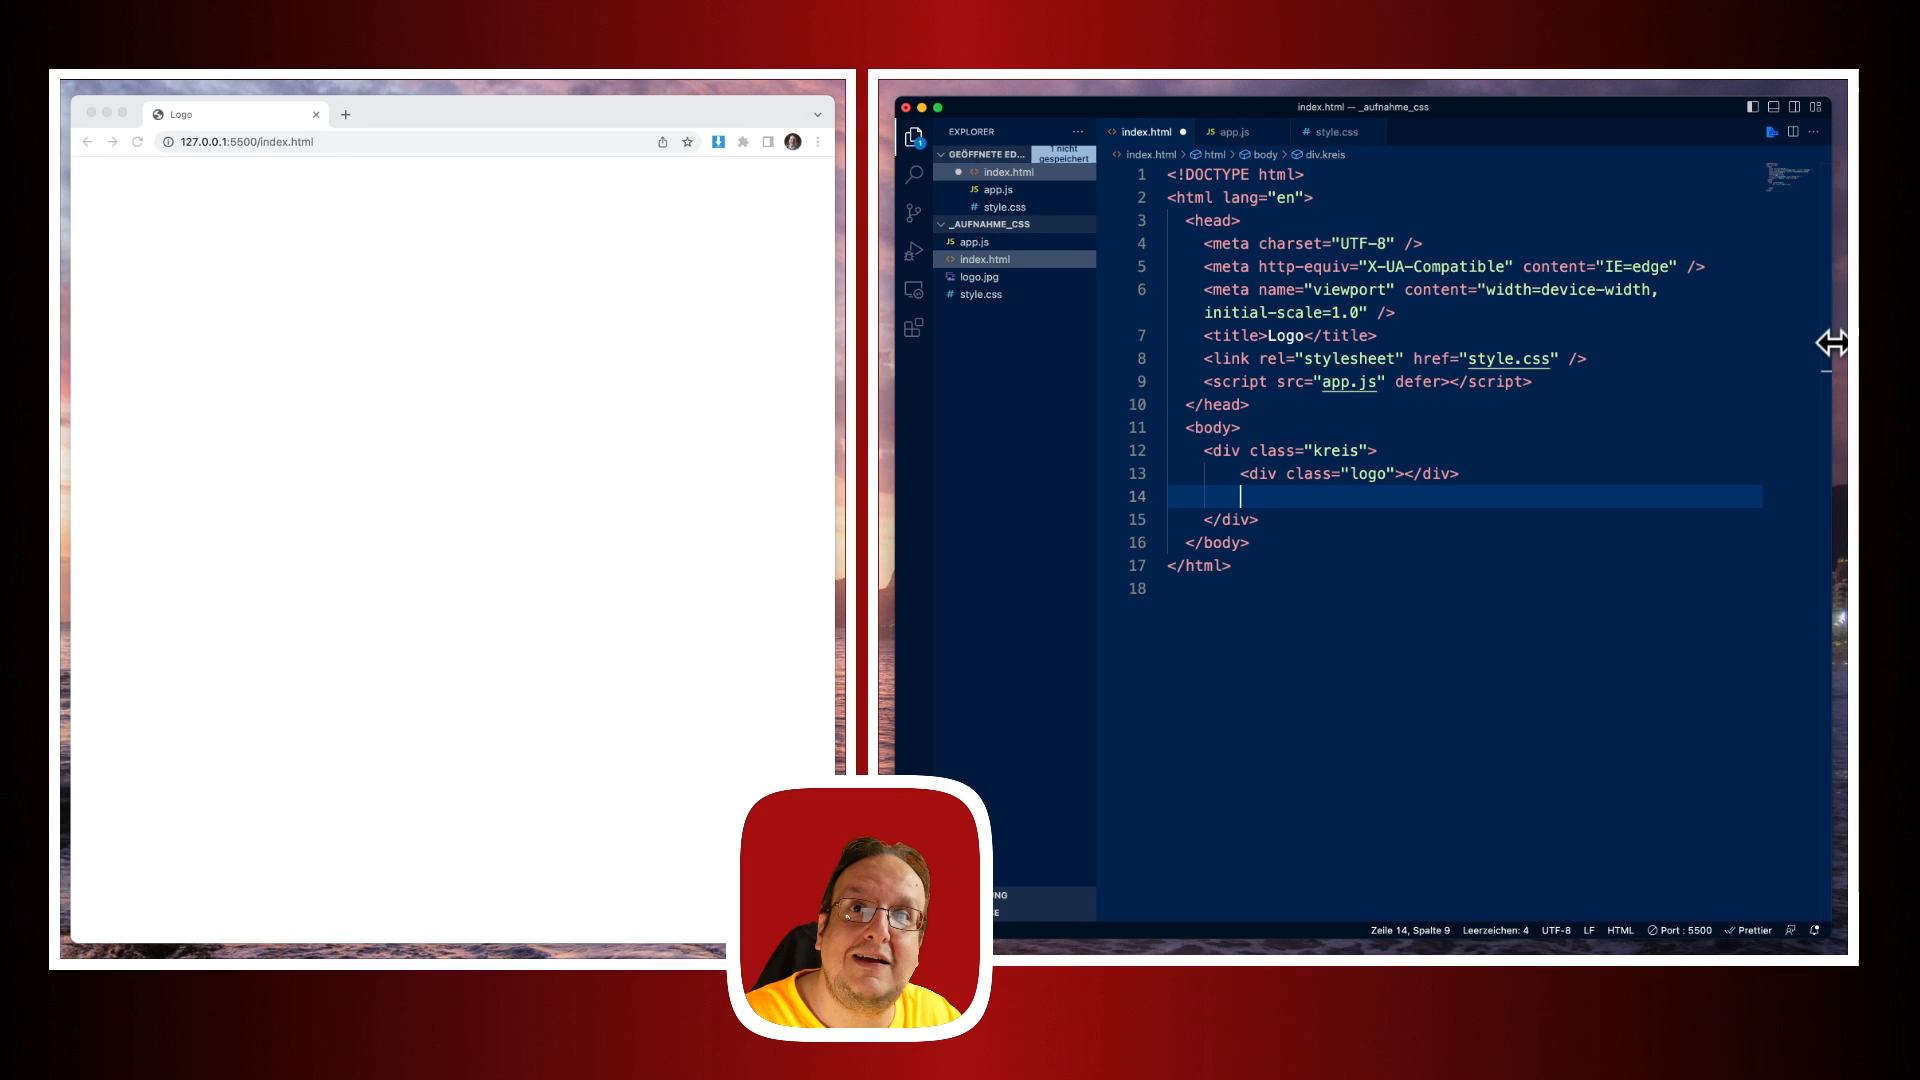 Logo
127.0.0.1:5500/index.html
index.html — _aufnahme_css
EXPLORER
GEÖFFNETE ED...
1 nicht gespeichert
index.html
JS app.js
# style.css
_AUFNAHME_CSS
JS app.js
index.html
logo.jpg
# style.css
1
index.html
JS app.js
# style.css
index.html > html > body > div.kreis
1 <!DOCTYPE html>
2 <html lang="en">
3 <head>
4 <meta charset="UTF-8" />
5 <meta http-equiv="X-UA-Compatible" content="IE=edge" />
6 <meta name="viewport" content="width=device-width,
initial-scale=1.0" />
7 <title>Logo</title>
8 <link rel="stylesheet" href="style.css" />
9 <script src="app.js" defer></script>
10 </head>
11 <body>
12 <div class="kreis">
13 <div class="logo"></div>
14
15 </div>
16 </body>
17 </html>
18
NG
E
Zeile 14, Spalte 9 Leerzeichen: 4 UTF-8 LF HTML Port : 5500 Prettier